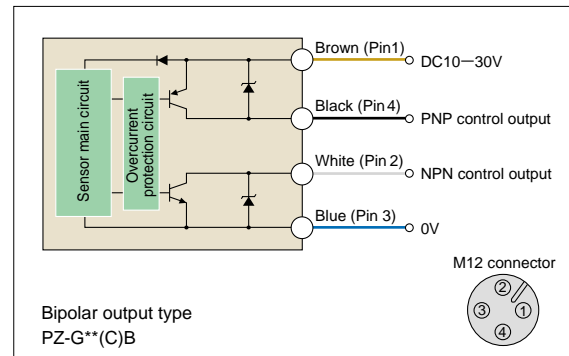 Brown (Pin1)
DC10—30V
Sensor main circuit
Overcurrent
protection circuit
Black (Pin 4)
PNP control output
White (Pin 2)
NPN control output
Blue (Pin 3)
0V
M12 connector
②
③
①
④
Bipolar output type
PZ-G**(C)B